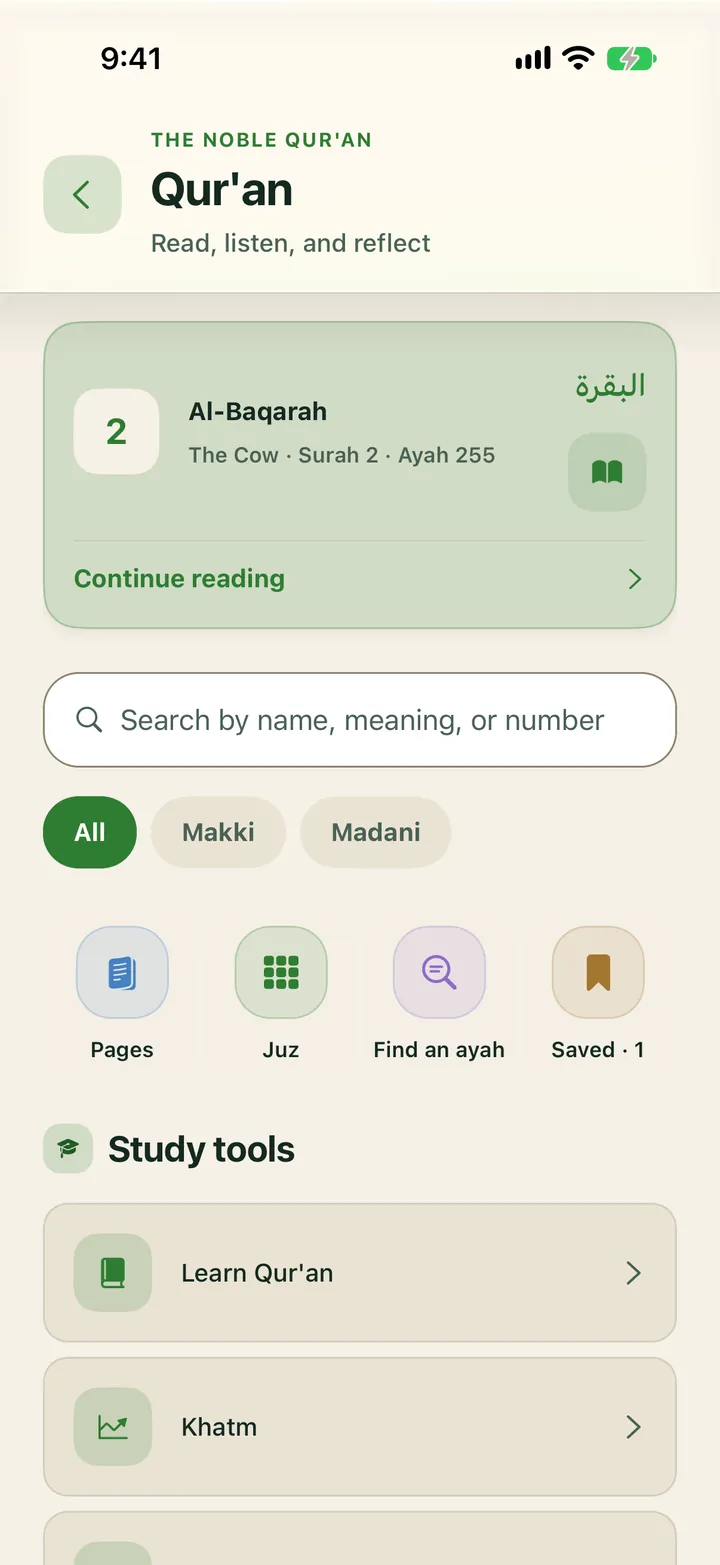 9:41
THE NOBLE QUR'AN
Qur'an
Read, listen, and reflect
البقرة
2
Al-Baqarah
The Cow · Surah 2 · Ayah 255
Continue reading
Search by name, meaning, or number
All Makki Madani
Pages Juz Find an ayah Saved · 1
Study tools
Learn Qur'an
Khatm